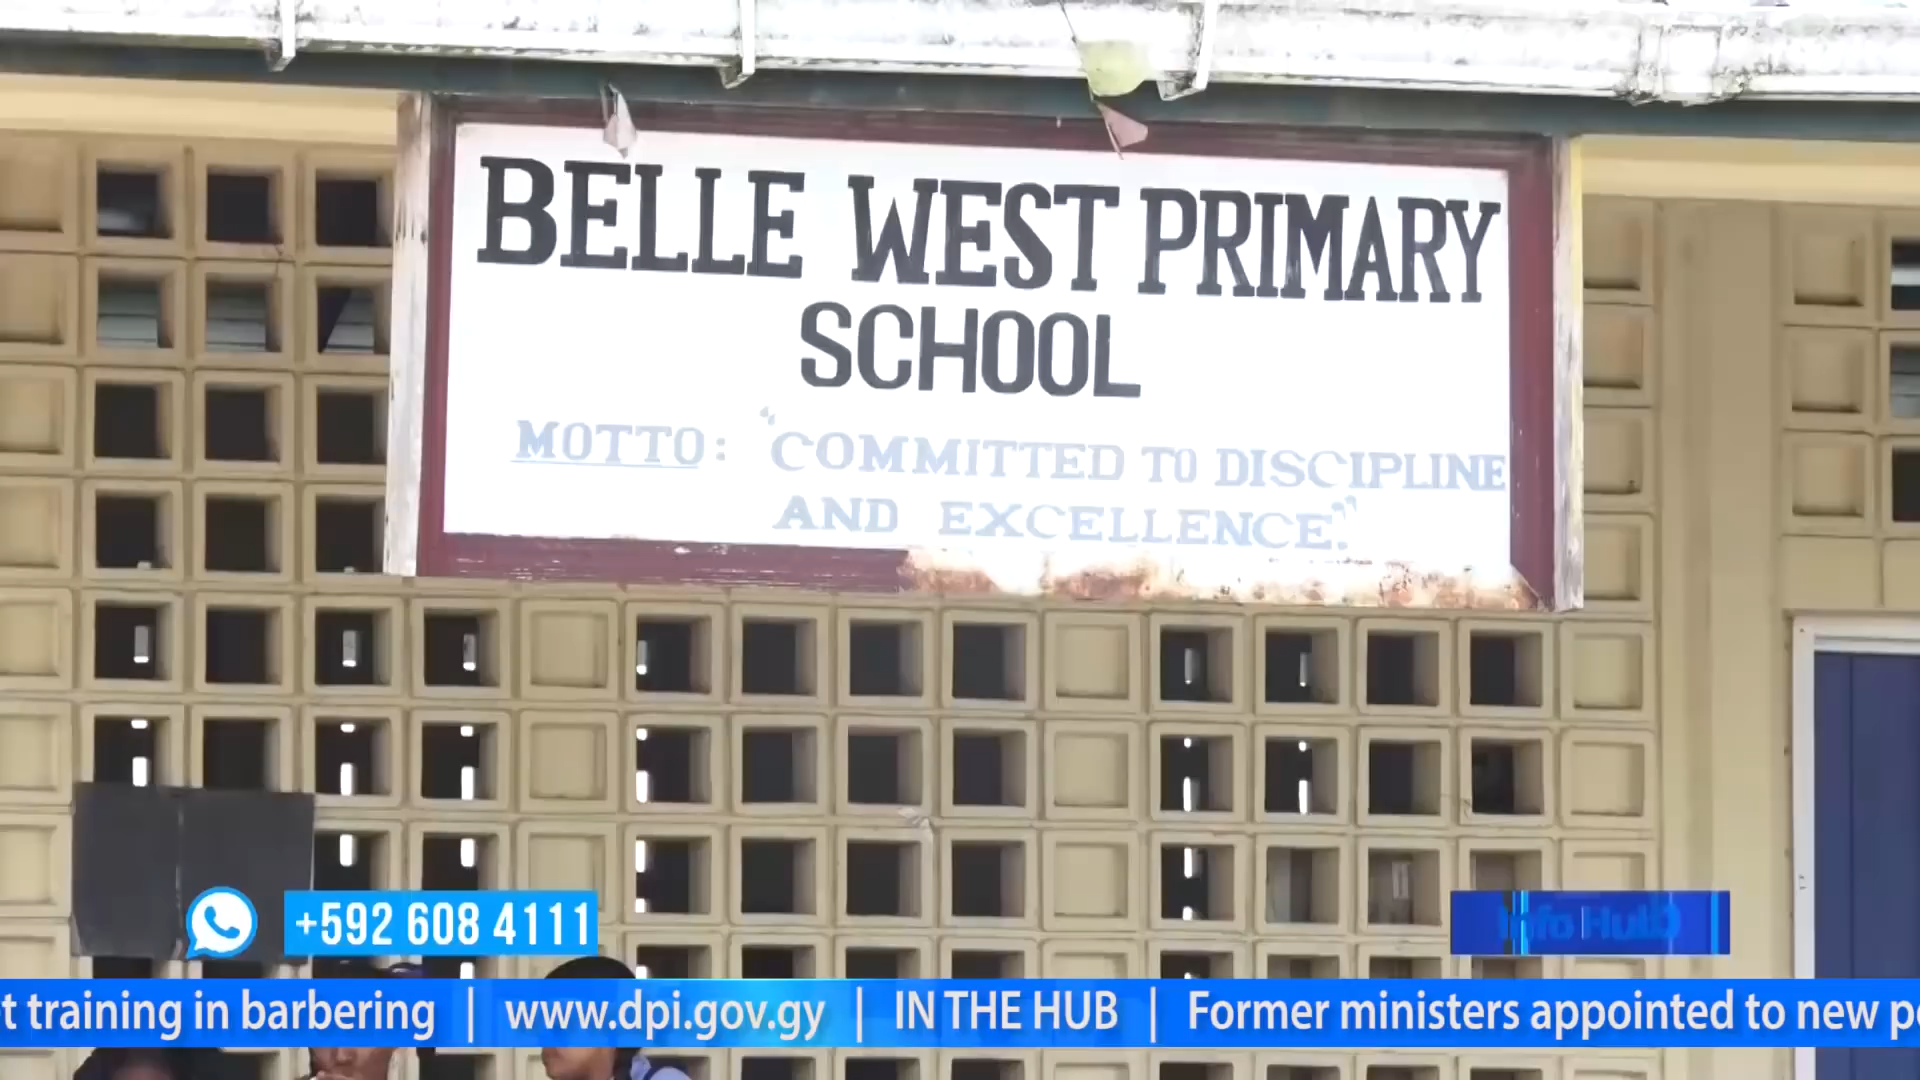 BELLE WEST PRIMARY
SCHOOL
MOTTO: "COMMITTED TO DISCIPLINE
AND EXCELLENCE."
+592 608 4111
t training in barbering | www.dpi.gov.gy | IN THE HUB | Former ministers appointed to new p